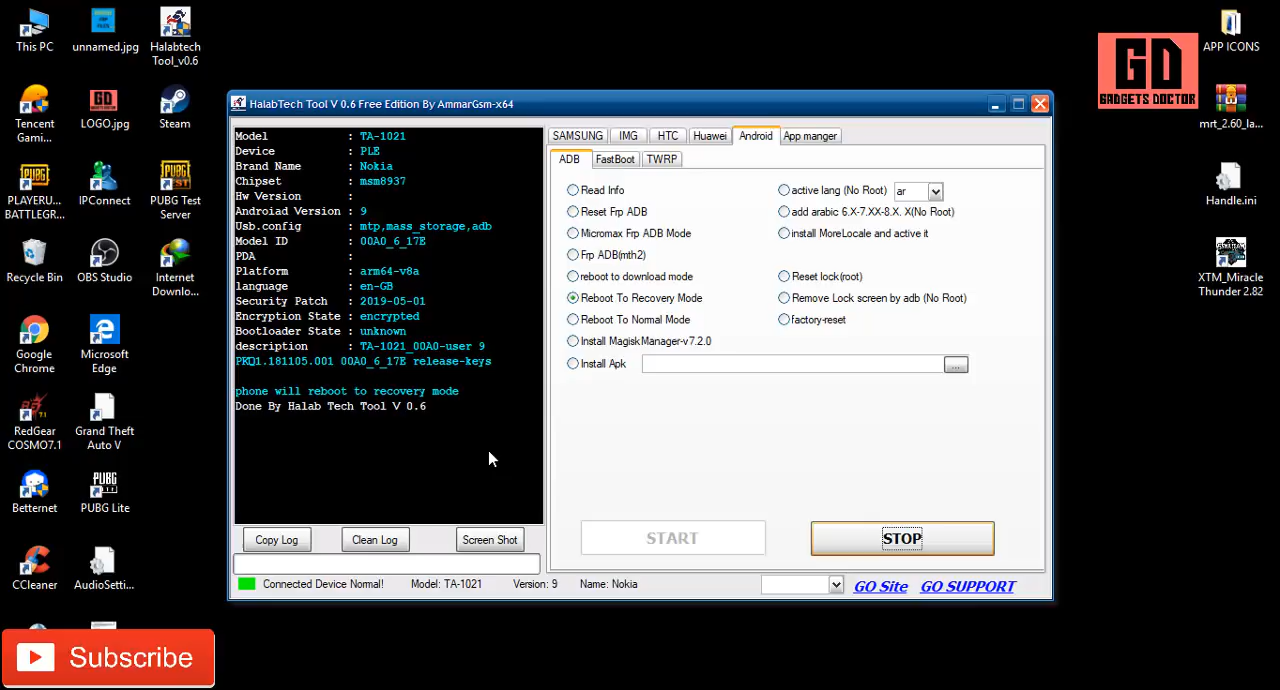 This PC
unnamed.jpg
Halabtech
Tool_v0.6
Tencent
Gami...
LOGO.jpg
Steam
PLAYERU...
BATTLEGR...
IPConnect
PUBG Test
Server
Recycle Bin
OBS Studio
Internet
Downlo...
Google
Chrome
Microsoft
Edge
RedGear
COSMO7.1
Grand Theft
Auto V
Betternet
PUBG Lite
CCleaner
AudioSetti...
Subscribe
HalabTech Tool V 0.6 Free Edition By AmmarGsm-x64
Model : TA-1021
Device : PLE
Brand Name : Nokia
Chipset : msm8937
Hw Version :
Androiad Version : 9
Usb.config : mtp,mass_storage,adb
Model ID : 00A0_6_17E
PDA :
Platform : arm64-v8a
language : en-GB
Security Patch : 2019-05-01
Encryption State : encrypted
Bootloader State : unknown
description : TA-1021_00A0-user 9
PKQ1.181105.001 00A0_6_17E release-keys
phone will reboot to recovery mode
Done By Halab Tech Tool V 0.6
Copy Log
Clean Log
Screen Shot
SAMSUNG
IMG
HTC
Huawei
Android
App manger
ADB
FastBoot
TWRP
Read Info
Reset Frp ADB
Micromax Frp ADB Mode
Frp ADB(mth2)
reboot to download mode
Reboot To Recovery Mode
Reboot To Normal Mode
Install MagiskManager-v7.2.0
Install Apk
...
active lang (No Root)
ar
add arabic 6.X-7.XX-8.X. X(No Root)
install MoreLocale and active it
Reset lock(root)
Remove Lock screen by adb (No Root)
factory-reset
START
STOP
Connected Device Normal!
Model: TA-1021
Version: 9
Name: Nokia
GO Site
GO SUPPORT
GD
GADGETS DOCTOR
APP ICONS
mrt_2.60_la...
Handle.ini
XTM_Miracle
Thunder 2.82